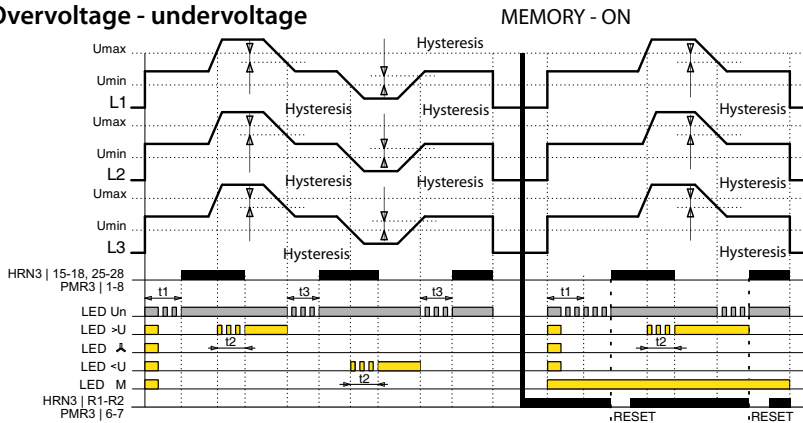 Overvoltage - undervoltage
MEMORY - ON
Umax
Hysteresis
Umin
L1
Hysteresis
Hysteresis
Hysteresis
Umax
Umin
L2
Hysteresis
Hysteresis
Hysteresis
Umax
Umin
L3
Hysteresis
Hysteresis
HRN3 | 15-18, 25-28
PMR3 | 1-8
t1
t3
t3
t1
LED Un
LED >U
t2
t2
LED
LED <U
t2
LED M
HRN3 | R1-R2
PMR3 | 6-7
RESET
RESET